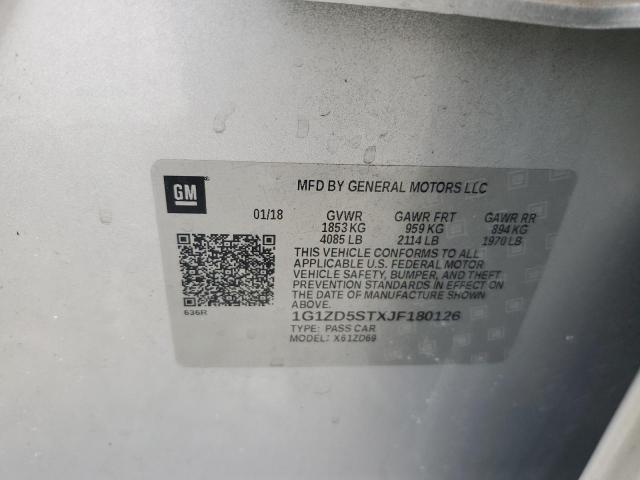 GM
MFD BY GENERAL MOTORS LLC
01/18 GVWR GAWR FRT GAWR RR
1853 KG 959 KG 894 KG
4085 LB 2114 LB 1970 LB
THIS VEHICLE CONFORMS TO ALL
APPLICABLE U.S. FEDERAL MOTOR
VEHICLE SAFETY, BUMPER, AND THEFT
PREVENTION STANDARDS IN EFFECT ON
THE DATE OF MANUFACTURE SHOWN
ABOVE.
636R
1G1ZD5STXJF180126
TYPE: PASS CAR
MODEL: X61ZD69